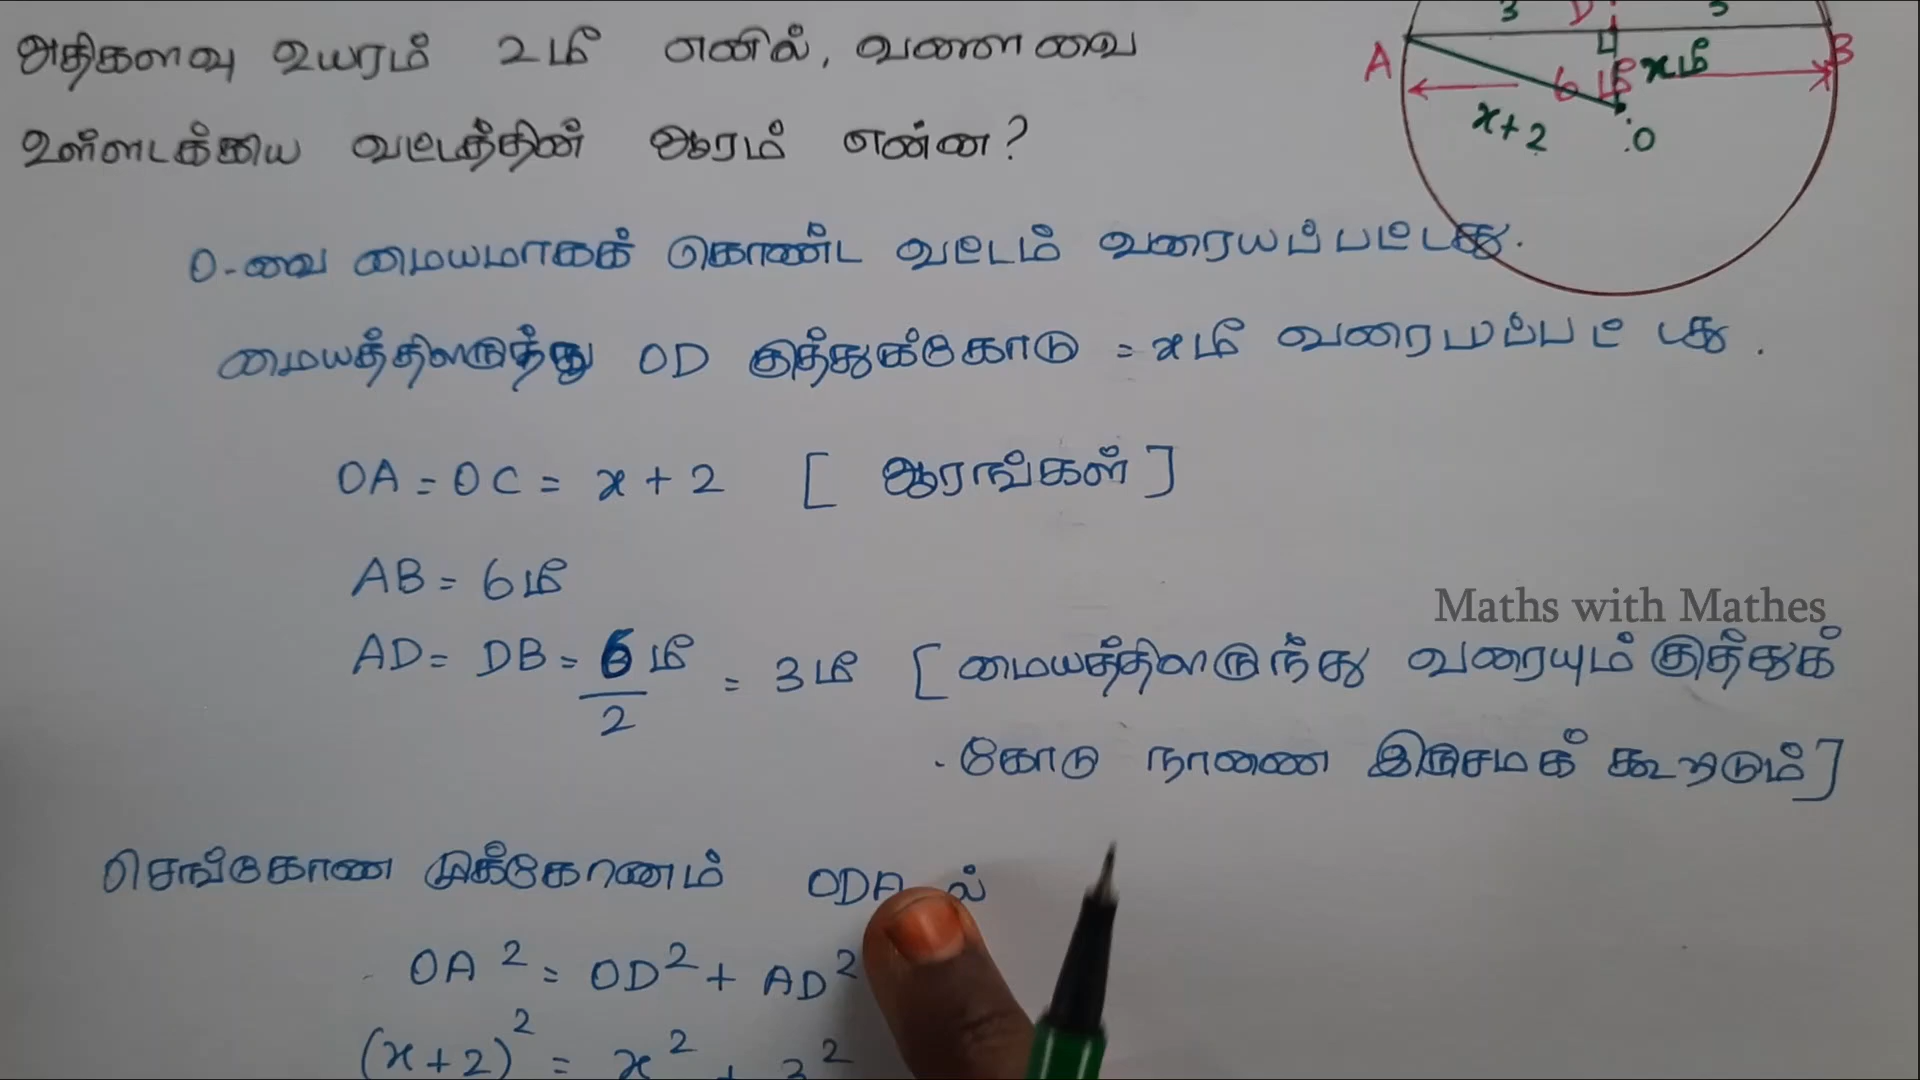 அதிகளவு உயரம் 2மீ எனில், வளைவை
உள்ளடக்கிய வட்டத்தின் ஆரம் என்ன?
3 D 3
A B
6 மீ xமீ
x+2 .O
O-வை மையமாகக் கொண்ட வட்டம் வரையப்பட்டது.
மையத்திலிருந்து OD குத்துக்கோடு = xமீ வரையப்பட்டது.
OA = OC = x + 2 [ ஆரங்கள் ]
AB = 6மீ
AD = DB = 6மீ/2 = 3மீ [ மையத்திலிருந்து வரையும் குத்துக்
கோடு நாணை இருசமக் கூறிடும் ]
Maths with Mathes
செங்கோண முக்கோணம் ODA ல்
OA² = OD² + AD²
(x+2)² = x² + 3²